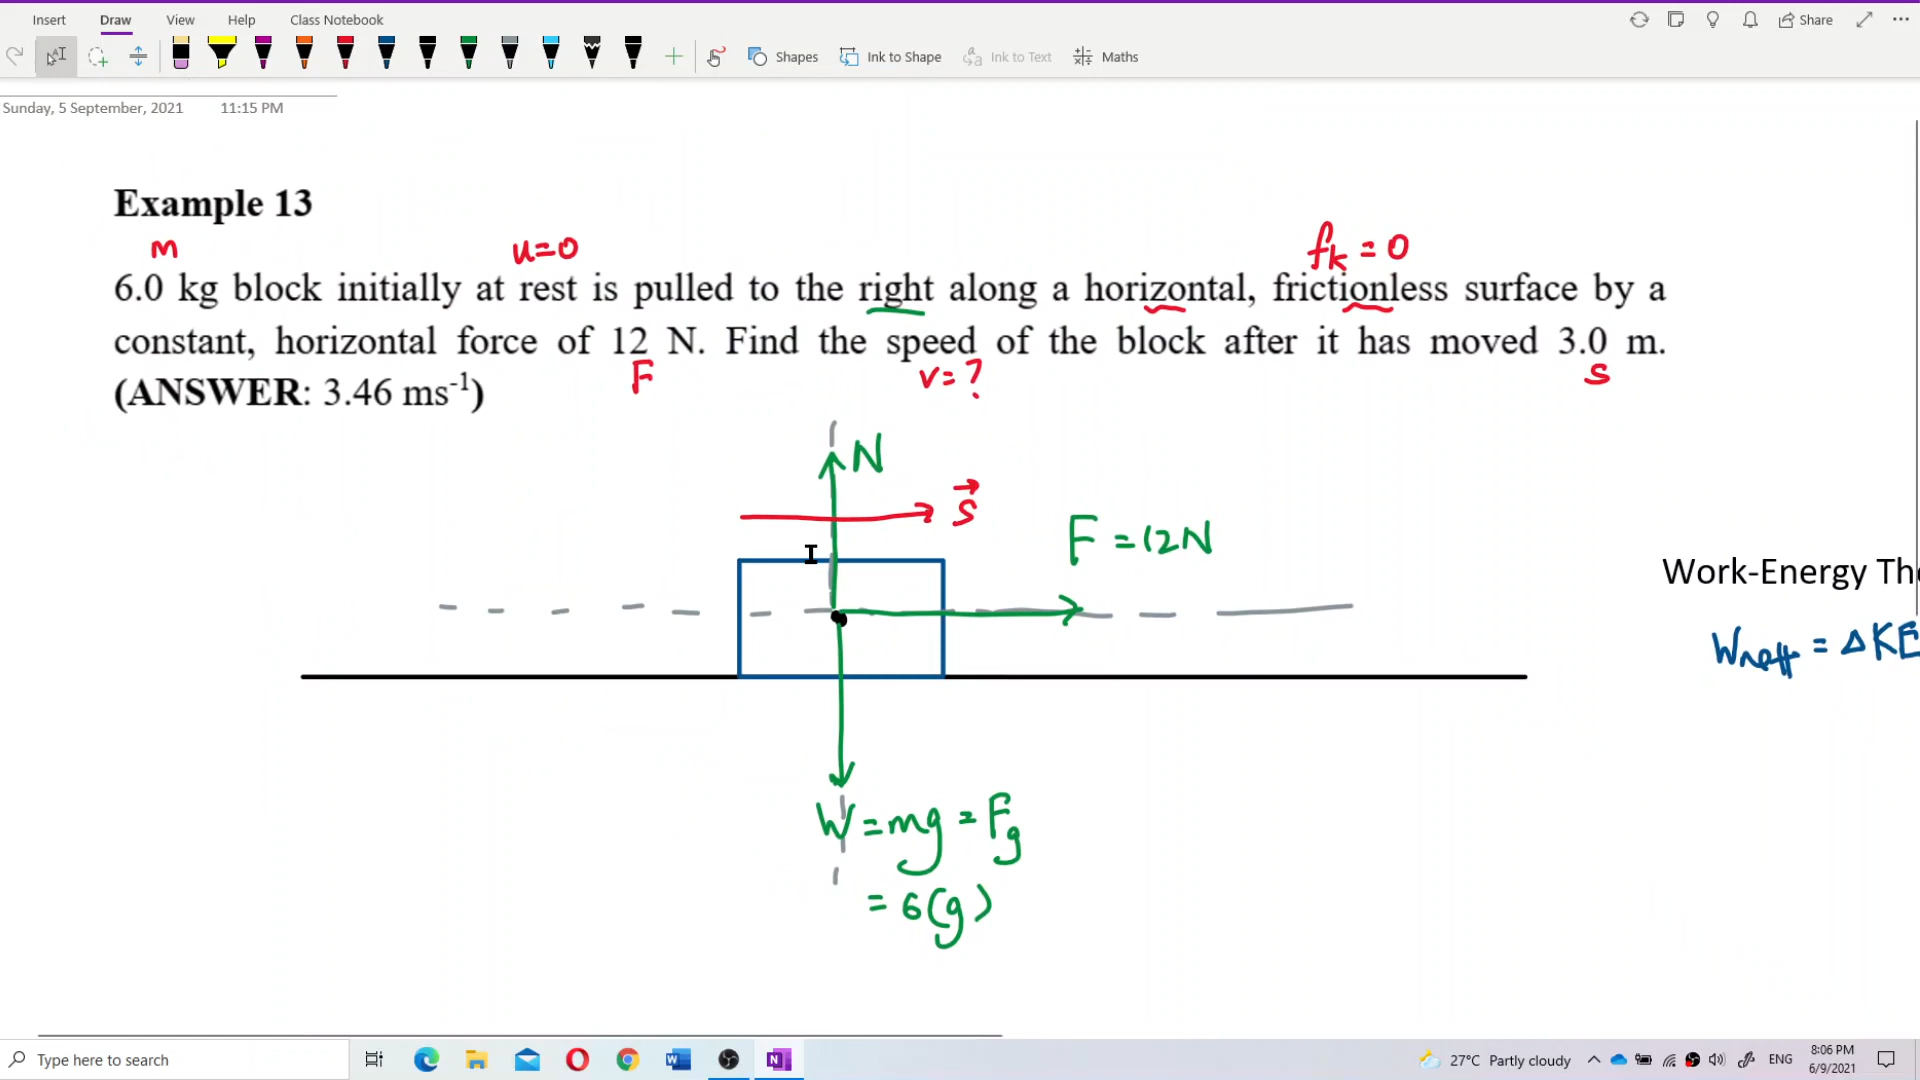 Insert Draw View Help Class Notebook Share
Shapes Ink to Shape Ink to Text Maths
Sunday, 5 September, 2021 11:15 PM
Example 13
m u=0 fk = 0
6.0 kg block initially at rest is pulled to the right along a horizontal, frictionless surface by a
constant, horizontal force of 12 N. Find the speed of the block after it has moved 3.0 m.
F v=? s
(ANSWER: 3.46 ms-1)
N
s
F = 12N
Work-Energy The
Wnett = ΔKE
W = mg = Fg
= 6(g)
Type here to search
27°C Partly cloudy ENG 8:06 PM
6/9/2021